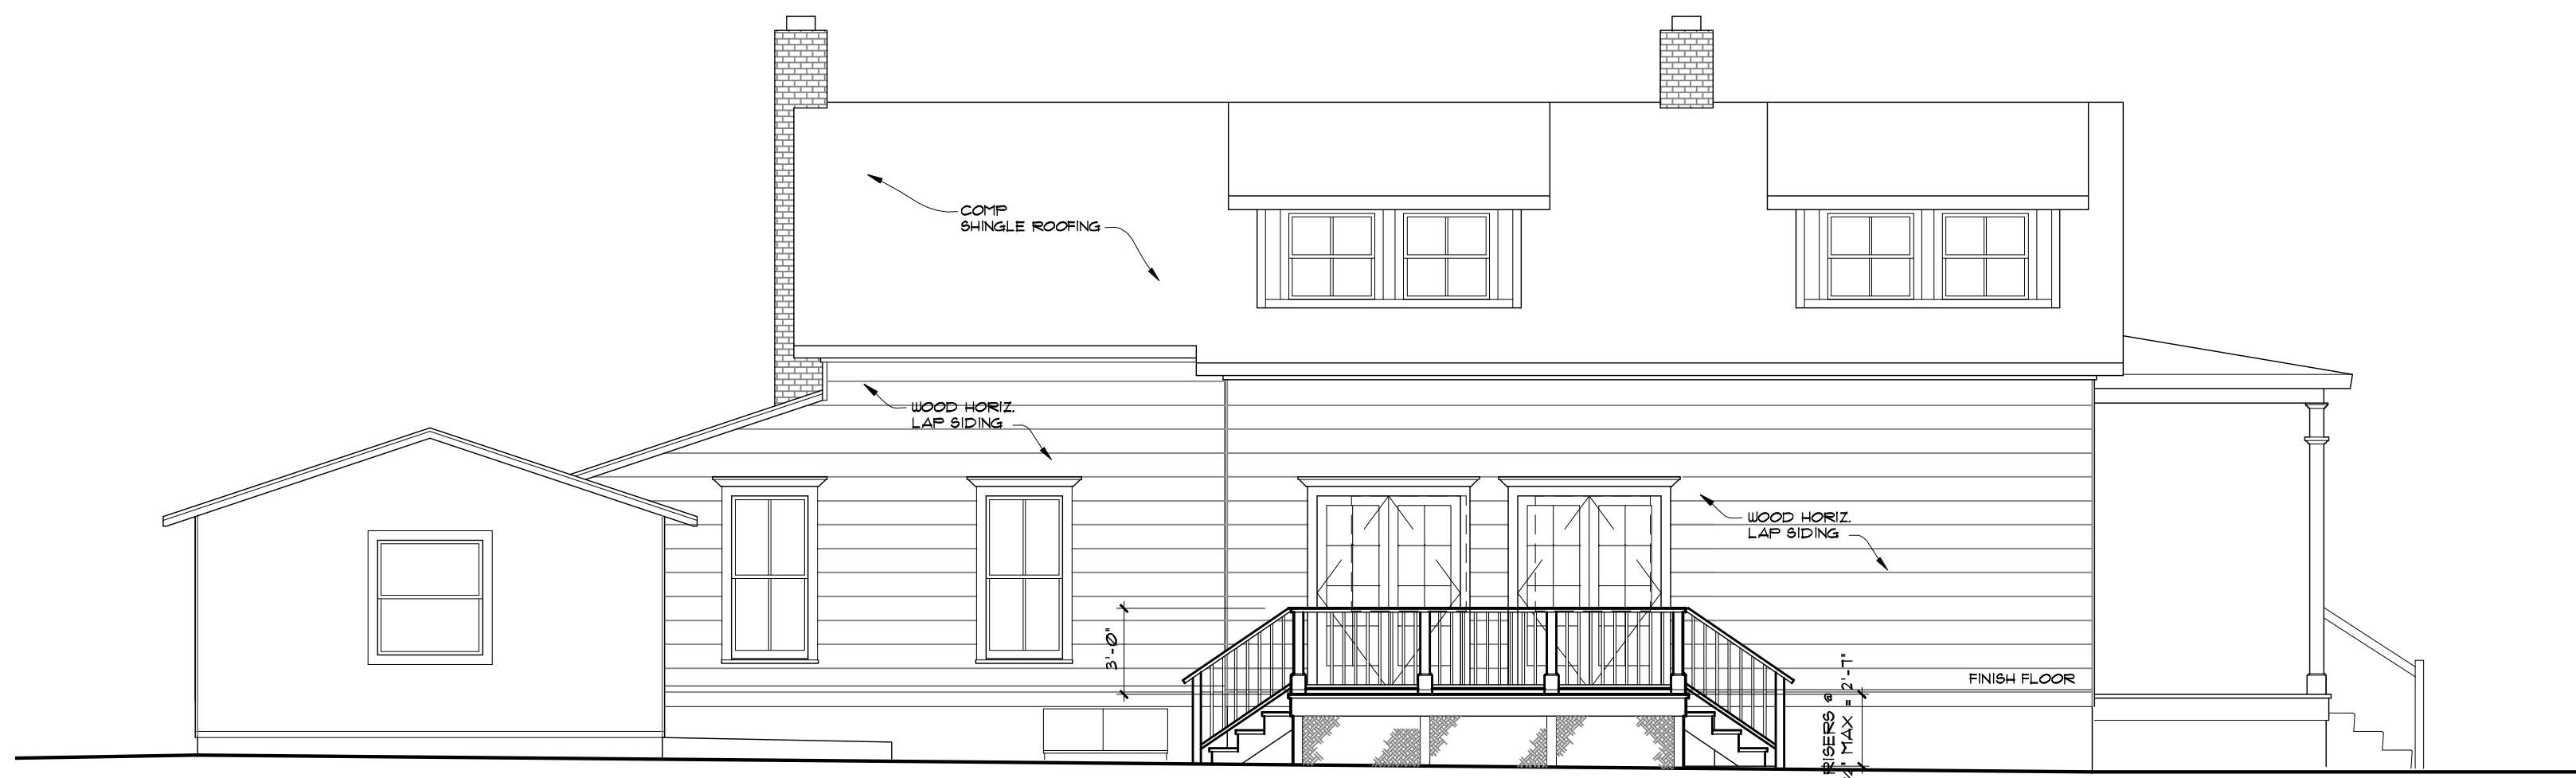 COMP
SHINGLE ROOFING
WOOD HORIZ.
LAP SIDING
WOOD HORIZ.
LAP SIDING
3'-0"
FINISH FLOOR
RISERS @
" MAX = 2'-7"